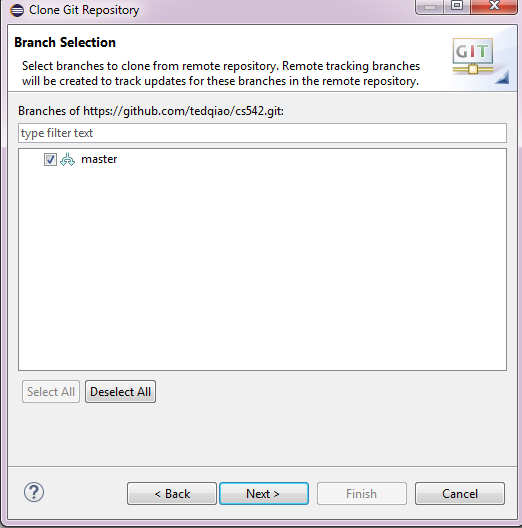 Clone Git Repository
Branch Selection
Select branches to clone from remote repository. Remote tracking branches
will be created to track updates for these branches in the remote repository.
GIT
Branches of https://github.com/tedqiao/cs542.git:
type filter text
master
Select All
Deselect All
?
< Back
Next >
Finish
Cancel